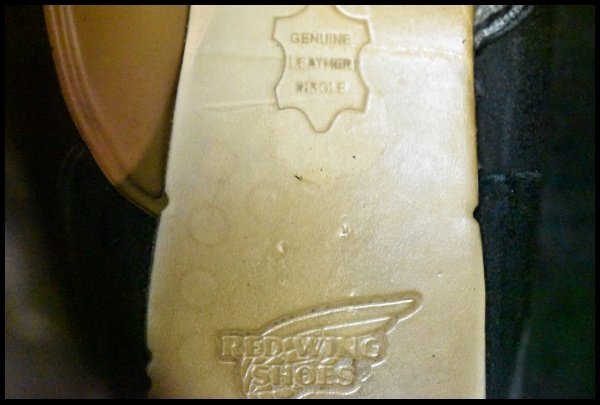 GENUINE
LEATHER
INSOLE
RED WING
SHOES